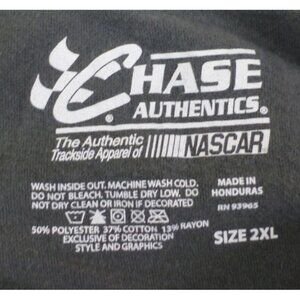 CHASE
AUTHENTICS®
The Authentic
Trackside Apparel of
NASCAR
WASH INSIDE OUT. MACHINE WASH COLD.
DO NOT BLEACH. TUMBLE DRY LOW. DO
NOT DRY CLEAN OR IRON IF DECORATED
50% POLYESTER 37% COTTON 13% RAYON
EXCLUSIVE OF DECORATION
STYLE AND GRAPHICS
MADE IN
HONDURAS
RN 93965
SIZE 2XL